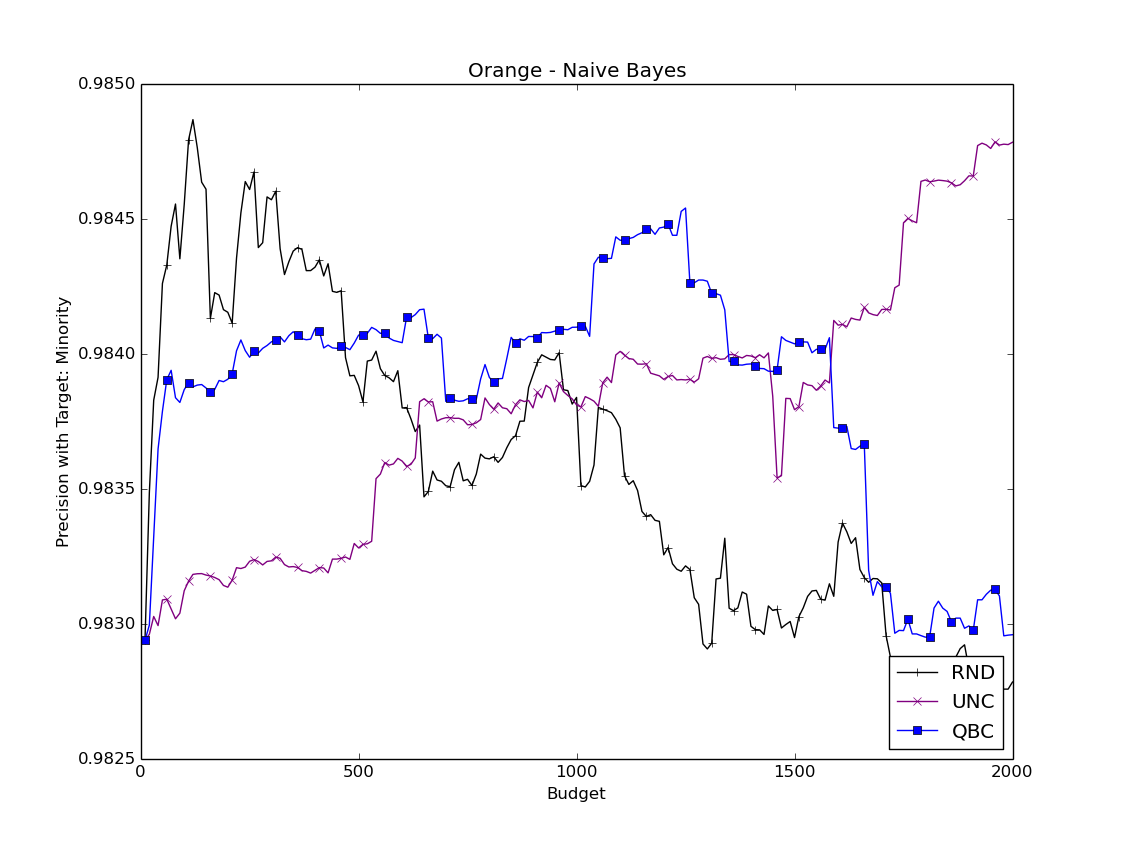 Orange - Naive Bayes
Precision with Target: Minority
0.9850
0.9845
0.9840
0.9835
0.9830
0.9825
0
500
1000
1500
2000
Budget
RND
UNC
QBC